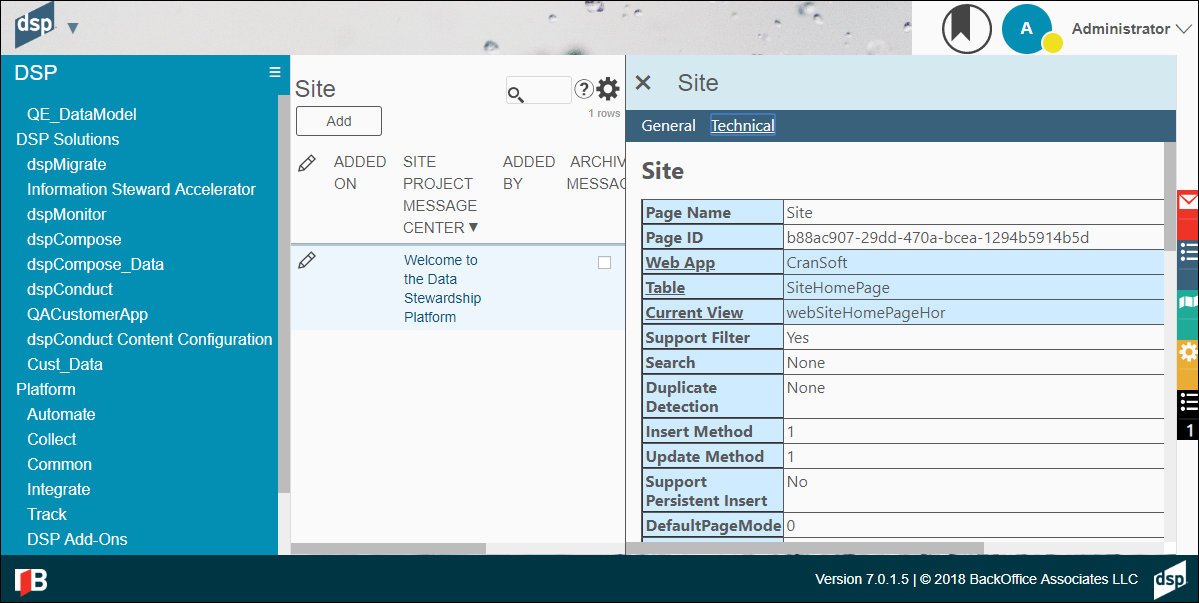 dsp ▼
A Administrator
DSP
QE_DataModel
DSP Solutions
dspMigrate
Information Steward Accelerator
dspMonitor
dspCompose
dspCompose_Data
dspConduct
QACustomerApp
dspConduct Content Configuration
Cust_Data
Platform
Automate
Collect
Common
Integrate
Track
DSP Add-Ons
Site
?
1 rows
Add
ADDED ON
SITE PROJECT MESSAGE CENTER ▼
ADDED BY
ARCHIV MESSAG
Welcome to
the Data
Stewardship
Platform
Site
General Technical
Site
Page Name Site
Page ID b88ac907-29dd-470a-bcea-1294b5914b5d
Web App CranSoft
Table SiteHomePage
Current View webSiteHomePageHor
Support Filter Yes
Search None
Duplicate Detection None
Insert Method 1
Update Method 1
Support Persistent Insert No
DefaultPageMode 0
1
B
Version 7.0.1.5 | © 2018 BackOffice Associates LLC
dsp